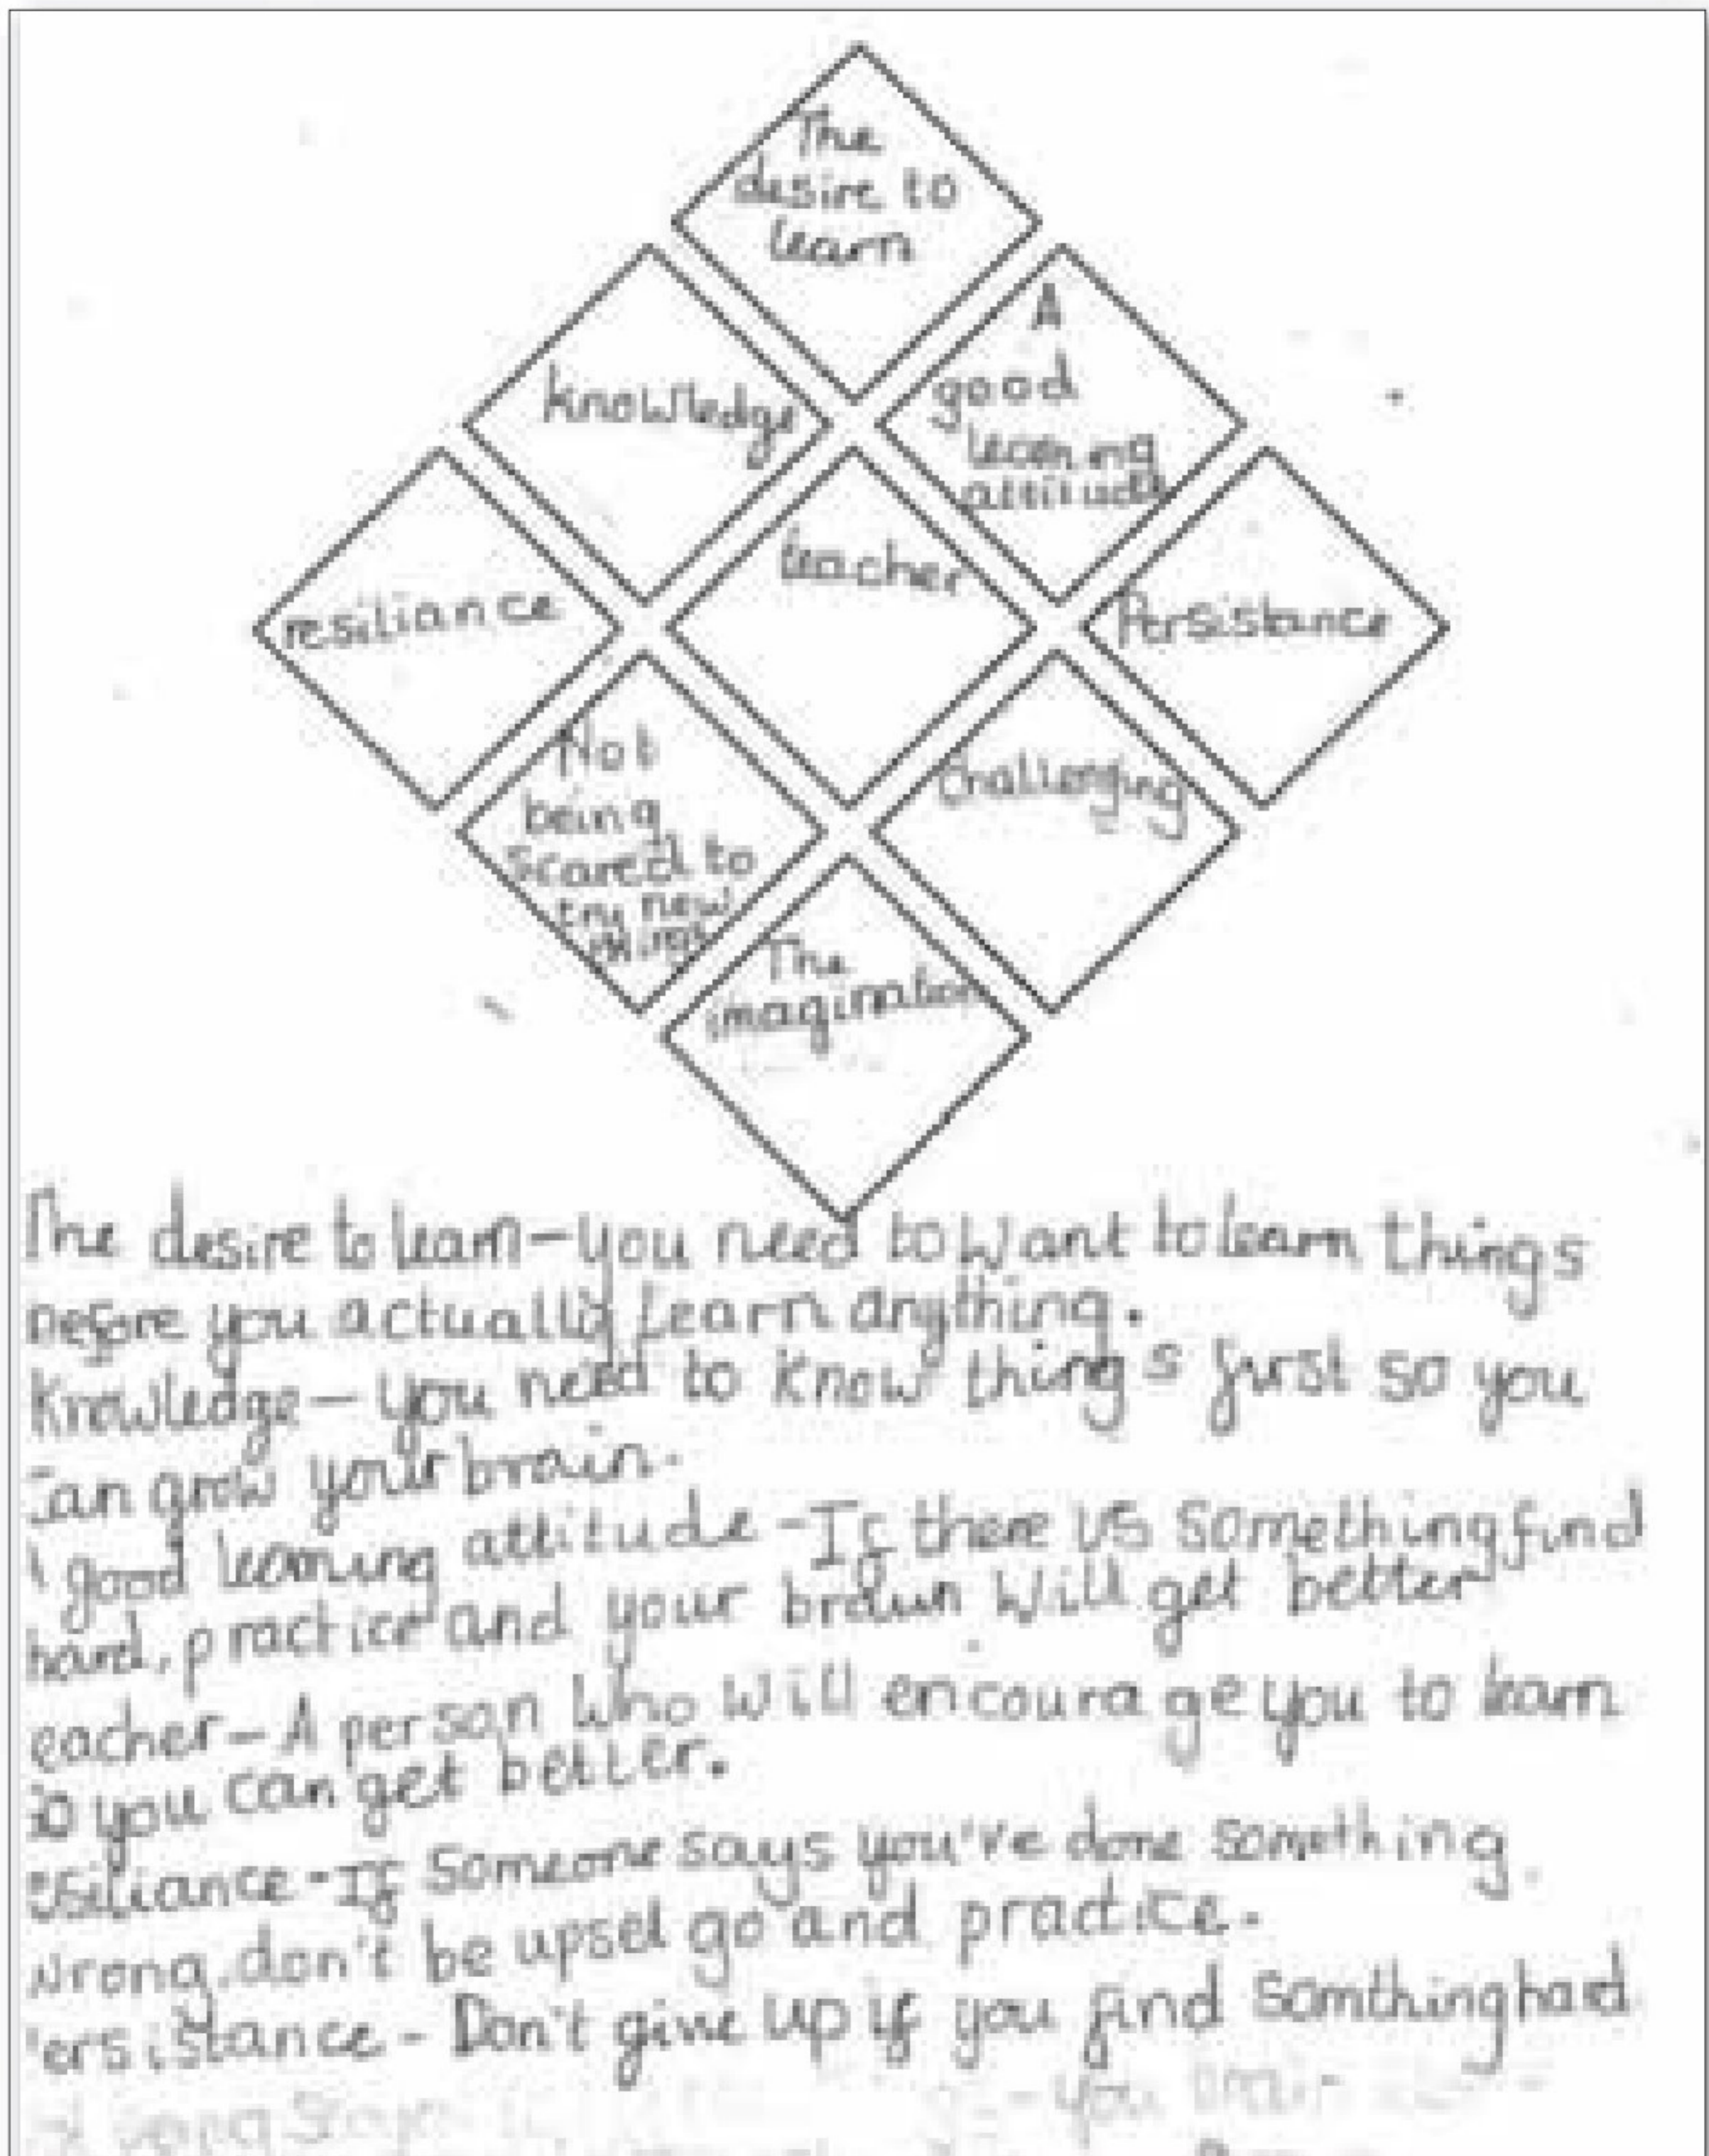 The
desire to
learn
knowledge
A
good
learning
attitude
resiliance
teacher
Persistance
Not
being
scared to
try new
things
Challenging
The
imagination
The desire to learn-you need to want to learn things
before you actually learn anything.
Knowledge- you need to know things first so you
can grow your brain.
good learning attitude -If there is something find
hard, practice and your brain will get better
eacher- A person who will encourage you to learn
so you can get better.
esiliance-If someone says you've done something
wrong, don't be upset go and practice.
ersistance - Don't give up if you find somthing hard
you